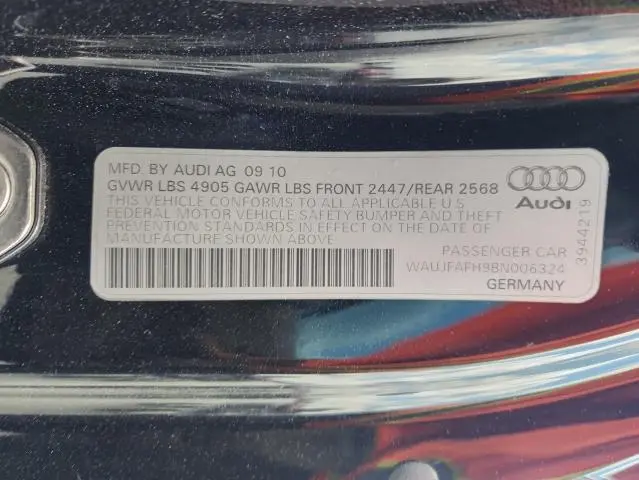 MFD. BY AUDI AG 09 10
GVWR LBS 4905 GAWR LBS FRONT 2447/REAR 2568
THIS VEHICLE CONFORMS TO ALL APPLICABLE U.S
FEDERAL MOTOR VEHICLE SAFETY BUMPER AND THEFT
PREVENTION STANDARDS IN EFFECT ON THE DATE OF
MANUFACTURE SHOWN ABOVE
Audi
3944219
PASSENGER CAR
WAUJFAFH9BN006324
GERMANY